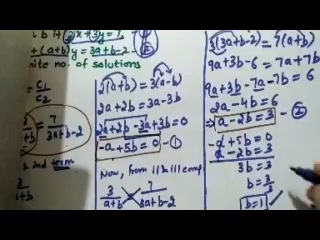 2x+3y=7
+(a+b)y=3a+b-2-②
nite no. of solutions
= c₁/c₂
3/a+b = 7/3a+b-2
& 2nd term
3/a+b
2(a+b)=3(a-b)
2a+2b=3a-3b
2a+2b-3a+3b=0
-a+5b=0 -①
Now, from II & III comp
3/a+b 7/3a+b-2
3(3a+b-2)=7(a+b)
9a+3b-6=7a+7b
9a+3b-7a-7b=6
2a-4b=6
⇒ a-2b=3 -②
-a+5b=0
a-2b=3
3b=3
b=3/3
b=1